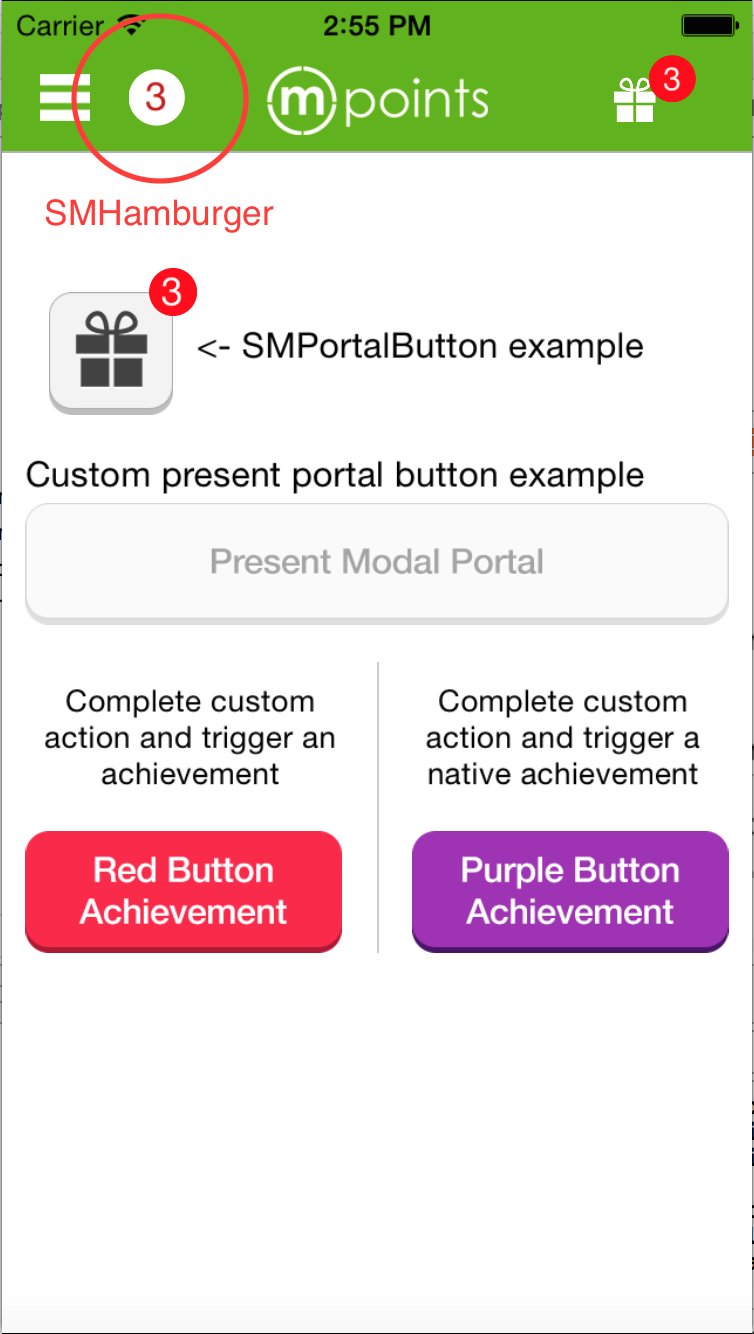 Carrier 2:55 PM
3 mpoints 3
SMHamburger
3
<- SMPortalButton example
Custom present portal button example
Present Modal Portal
Complete custom
action and trigger an
achievement
Red Button
Achievement
Complete custom
action and trigger a
native achievement
Purple Button
Achievement